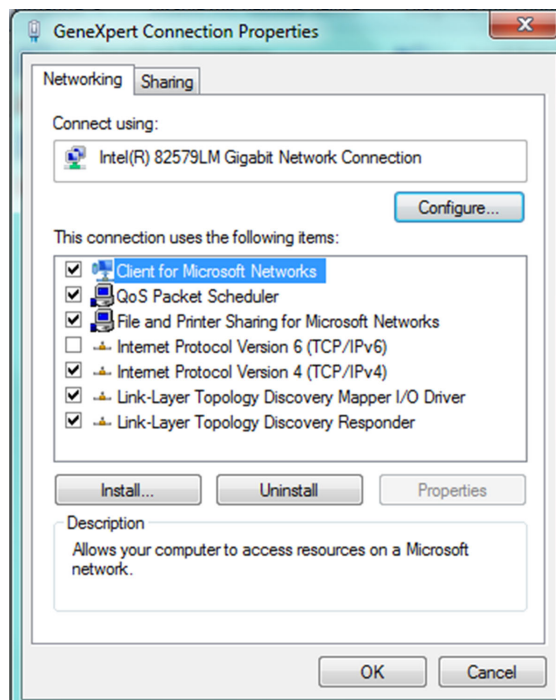 GeneXpert Connection Properties
Networking
Sharing
Connect using:
Intel(R) 82579LM Gigabit Network Connection
Configure...
This connection uses the following items:
Client for Microsoft Networks
QoS Packet Scheduler
File and Printer Sharing for Microsoft Networks
Internet Protocol Version 6 (TCP/IPv6)
Internet Protocol Version 4 (TCP/IPv4)
Link-Layer Topology Discovery Mapper I/O Driver
Link-Layer Topology Discovery Responder
Install...
Uninstall
Properties
Description
Allows your computer to access resources on a Microsoft
network.
OK
Cancel